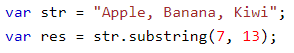 var str = "Apple, Banana, Kiwi";
var res = str.substring(7, 13);